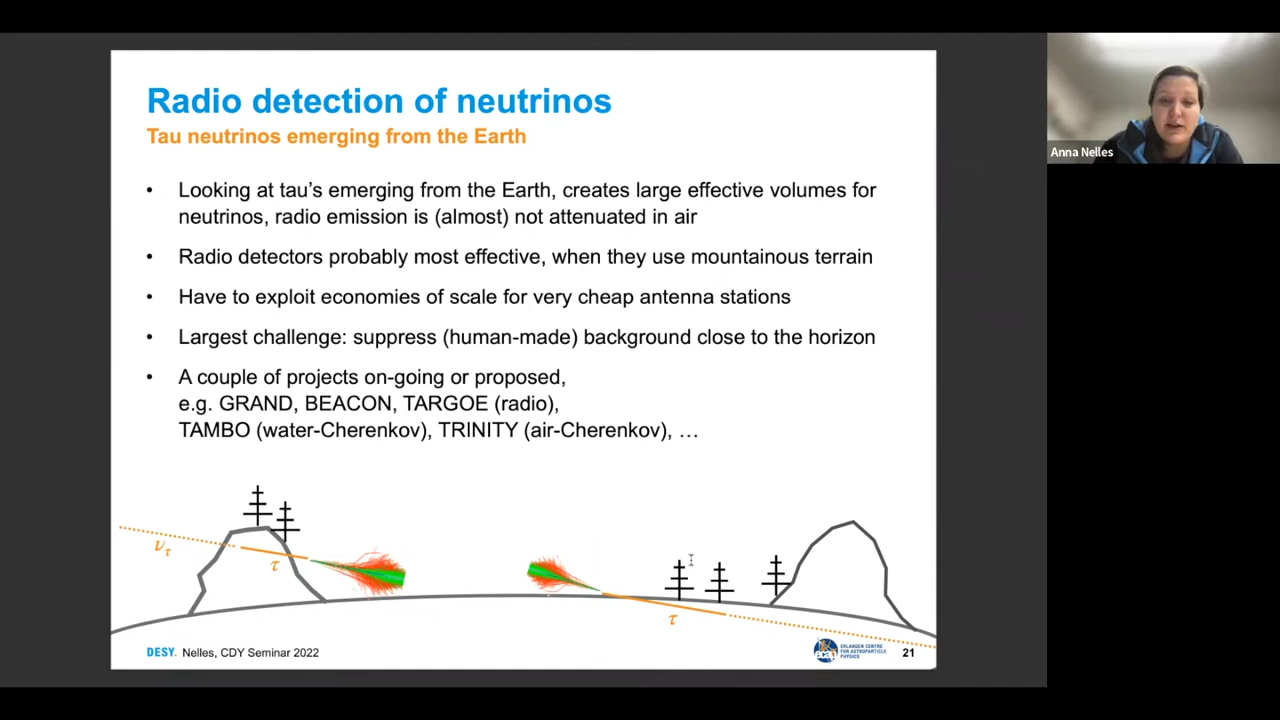 Radio detection of neutrinos
Tau neutrinos emerging from the Earth
• Looking at tau's emerging from the Earth, creates large effective volumes for
neutrinos, radio emission is (almost) not attenuated in air
• Radio detectors probably most effective, when they use mountainous terrain
• Have to exploit economies of scale for very cheap antenna stations
• Largest challenge: suppress (human-made) background close to the horizon
• A couple of projects on-going or proposed,
e.g. GRAND, BEACON, TARGOE (radio),
TAMBO (water-Cherenkov), TRINITY (air-Cherenkov), …
ντ
τ
τ
DESY. Nelles, CDY Seminar 2022
ecap
ERLANGEN CENTRE
FOR ASTROPARTICLE
PHYSICS
21
Anna Nelles